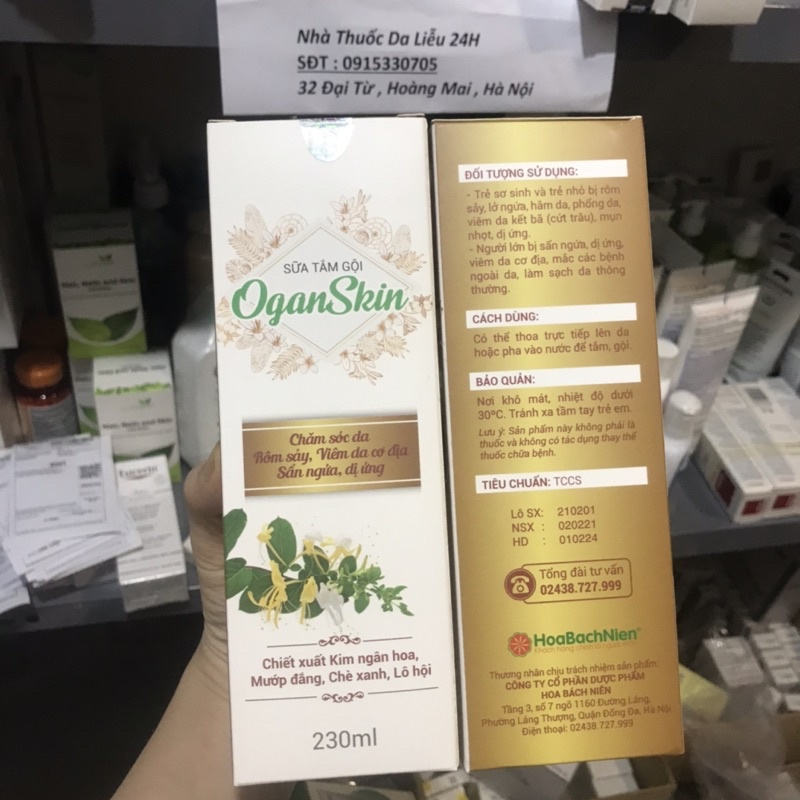 Nhà Thuốc Da Liễu 24H
SĐT : 0915330705
32 Đại Từ , Hoàng Mai , Hà Nội
SỮA TẮM GỘI
OganSkin
Chăm sóc da
Rôm sảy, Viêm da cơ địa
Sẩn ngứa, dị ứng
Chiết xuất Kim ngân hoa,
Mướp đắng, Chè xanh, Lô hội
230ml
ĐỐI TƯỢNG SỬ DỤNG:
- Trẻ sơ sinh và trẻ nhỏ bị rôm
sảy, lở ngứa, hăm da, phỏng da,
viêm da kết bã (cứt trâu), mụn
nhọt, dị ứng.
- Người lớn bị sẩn ngứa, dị ứng,
viêm da cơ địa, mắc các bệnh
ngoài da, làm sạch da thông
thường.
CÁCH DÙNG:
Có thể thoa trực tiếp lên da
hoặc pha vào nước để tắm, gội.
BẢO QUẢN:
Nơi khô mát, nhiệt độ dưới
30ºC. Tránh xa tầm tay trẻ em.
Lưu ý: Sản phẩm này không phải là
thuốc và không có tác dụng thay thế
thuốc chữa bệnh.
TIÊU CHUẨN: TCCS
Lô SX: 210201
NSX : 020221
HD : 010224
Tổng đài tư vấn
02438.727.999
HoaBachNien®
Thương nhân chịu trách nhiệm sản phẩm:
CÔNG TY CỔ PHẦN DƯỢC PHẨM
HOA BÁCH NIÊN
Tầng 3, số 7 ngõ 1160 Đường Láng,
Phường Láng Thượng, Quận Đống Đa, Hà Nội
Điện thoại: 02438.727.999